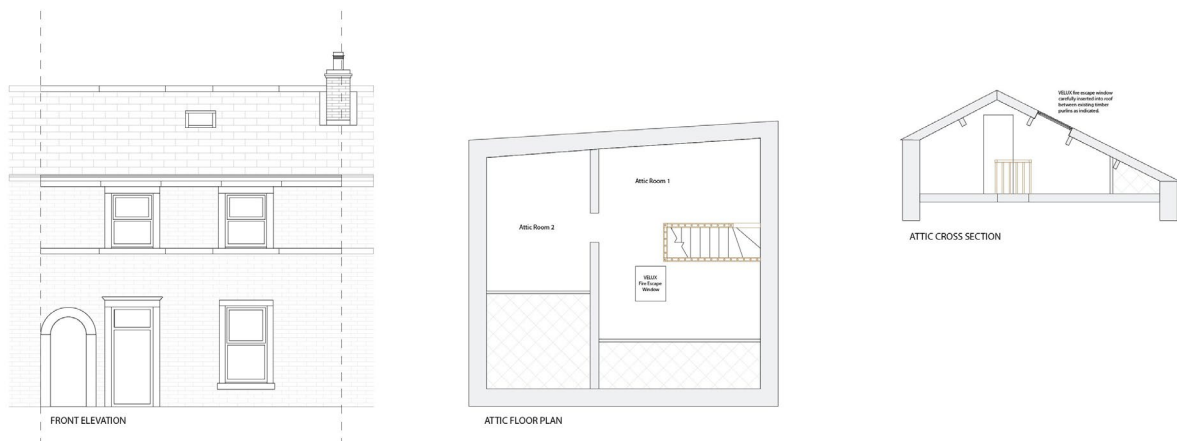 VELUX fire escape window
carefully inserted into roof
between existing timber
purlins as indicated.
Attic Room 1
Attic Room 2
VELUX
Fire Escape
Window
ATTIC CROSS SECTION
FRONT ELEVATION
ATTIC FLOOR PLAN